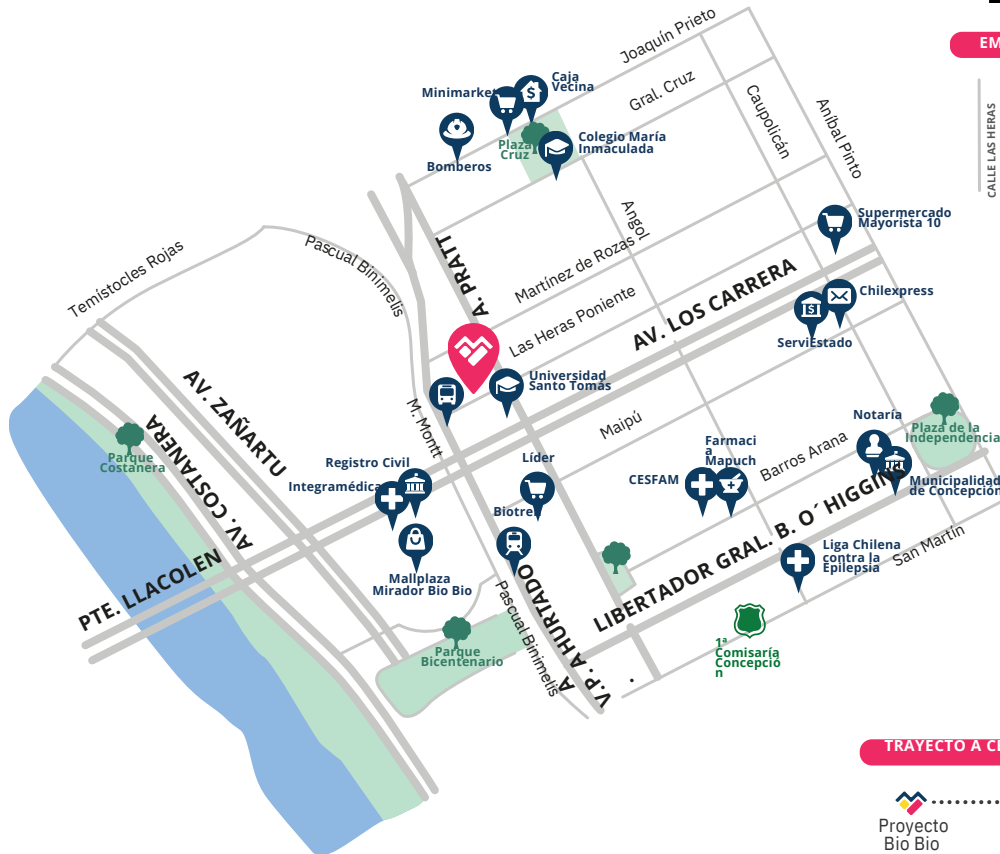 Joaquín Prieto
EM
Caja
Vecina
Minimarket
Gral. Cruz
Caupolicán
Aníbal Pinto
CALLE LAS HERAS
Plaza
Cruz
Colegio María
Inmaculada
Bomberos
Angol
Supermercado
Mayorista 10
A. PRATT
Pascual Binimelis
Temístocles Rojas
Martínez de Rozas
AV. LOS CARRERA
Chilexpress
Las Heras Poniente
ServiEstado
Universidad
Santo Tomás
AV. ZAÑARTU
M. Montt
Maipú
Notaría
Plaza de la
Independencia
AV. COSTANERA
Parque
Costanera
Farmaci
a
Mapuch
Barros Arana
Registro Civil
Líder
CESFAM
Integramédica
Municipalidad
de Concepción
Biotren
LIBERTADOR GRAL. B. O´ HIGGINS
San Martín
Liga Chilena
contra la
Epilepsia
PTE. LLACOLEN
Mallplaza
Mirador Bio Bio
Pascual Binimelis
A
V.P. A HURTADO
.
1ª
Comisaría
Concepció
n
Parque
Bicentenario
TRAYECTO A CE
Proyecto
Bio Bio